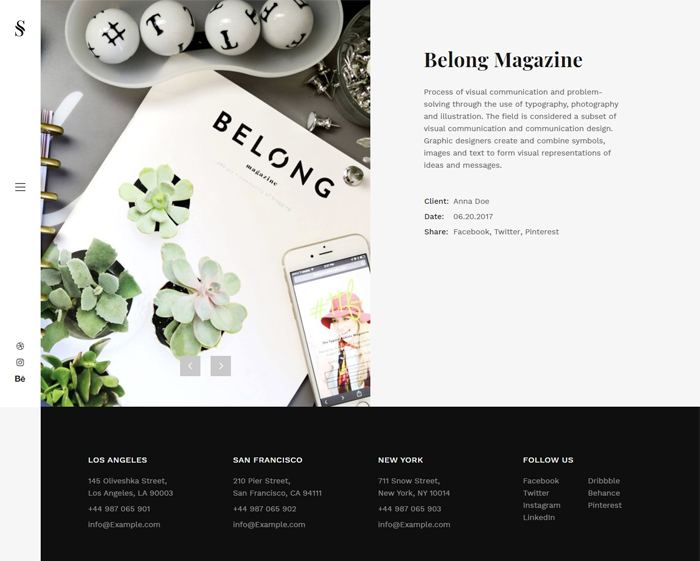 H T I T
BELONG
magazine
Belong Magazine
Process of visual communication and problem-
solving through the use of typography, photography
and illustration. The field is considered a subset of
visual communication and communication design.
Graphic designers create and combine symbols,
images and text to form visual representations of
ideas and messages.
Client: Anna Doe
Date: 06.20.2017
Share: Facebook, Twitter, Pinterest
Bē
LOS ANGELES
145 Oliveshka Street,
Los Angeles, LA 90003
+44 987 065 901
info@Example.com
SAN FRANCISCO
210 Pier Street,
San Francisco, CA 94111
+44 987 065 902
info@Example.com
NEW YORK
711 Snow Street,
New York, NY 10014
+44 987 065 903
info@Example.com
FOLLOW US
Facebook
Twitter
Instagram
LinkedIn
Dribbble
Behance
Pinterest